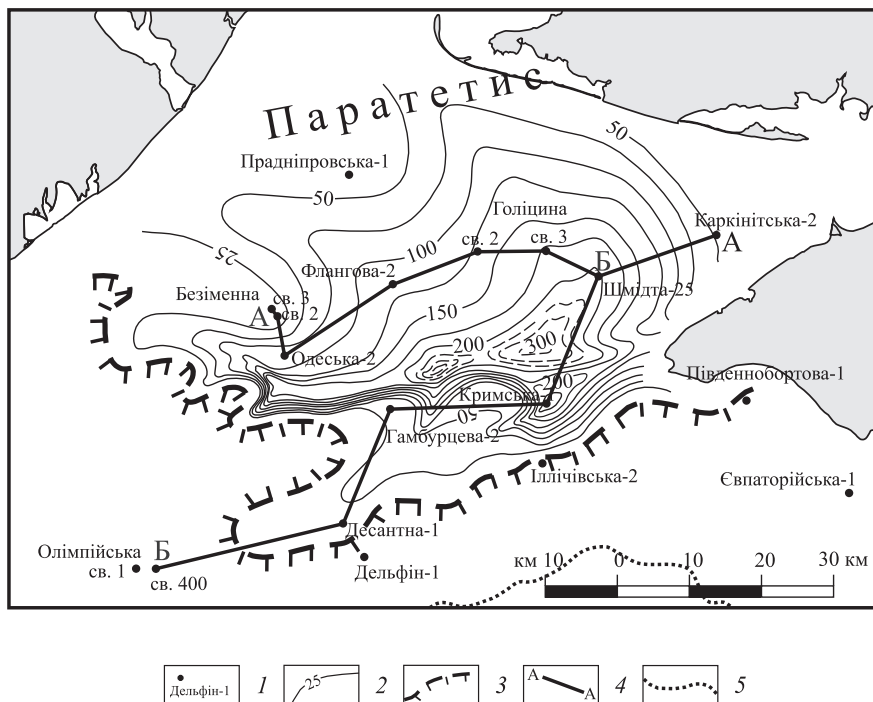 Паратетис
50
Прадніпровська-1
50
Голіцина
Каркінітська-2
А
25
100
св. 2
св. 3
Флангова-2
Б
Шмідта-25
Безіменна
св. 3
А
св. 2
150
200
300
Одеська-2
200
Південнобортова-1
Кримська-1
50
Гамбурцева-2
Іллічівська-2
Євпаторійська-1
Десантна-1
Олімпійська
св. 1
Б
св. 400
Дельфін-1
км 10 0 10 20 30 км
Дельфін-1 1 25 2 3 А А 4 5